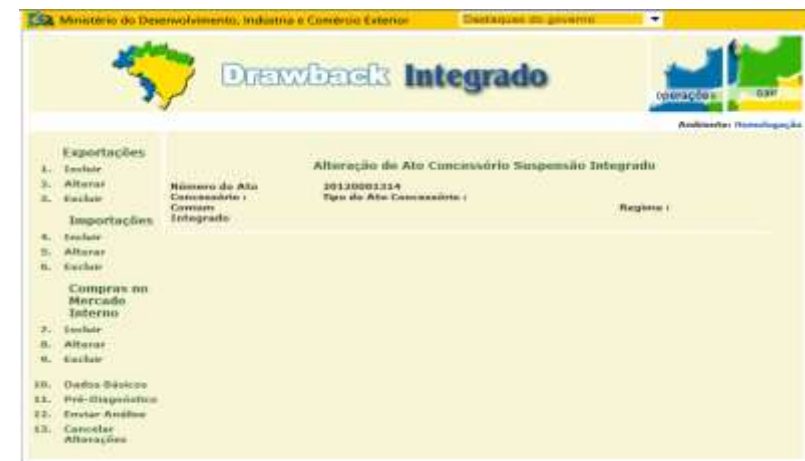 Ministério do Desenvolvimento, Indústria e Comércio Exterior
Destaques do governo
Drawback Integrado
operações
Ambiente: Homologação
Exportações
1. Incluir
2. Alterar
3. Excluir
Importações
4. Incluir
5. Alterar
6. Excluir
Compras no
Mercado
Interno
7. Incluir
8. Alterar
9. Excluir
10. Dados Básicos
11. Pré-Diagnóstico
12. Enviar Análise
13. Cancelar
Alterações
Alteração de Ato Concessório Suspensão Integrado
Número do Ato
Concessório :
Comum
Integrado
20120001314
Tipo do Ato Concessório :
Regime :